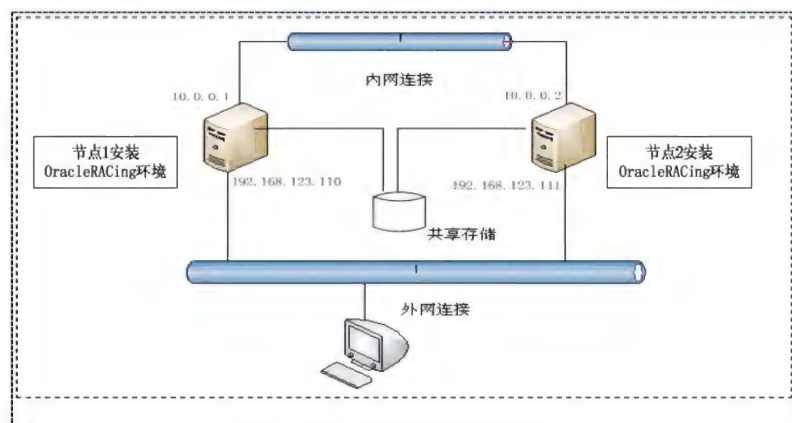 内网连接
10.0.0.1
10.0.0.2
节点1安装
OracleRACing环境
节点2安装
OracleRACing环境
192.168.123.110
192.168.123.111
共享存储
外网连接